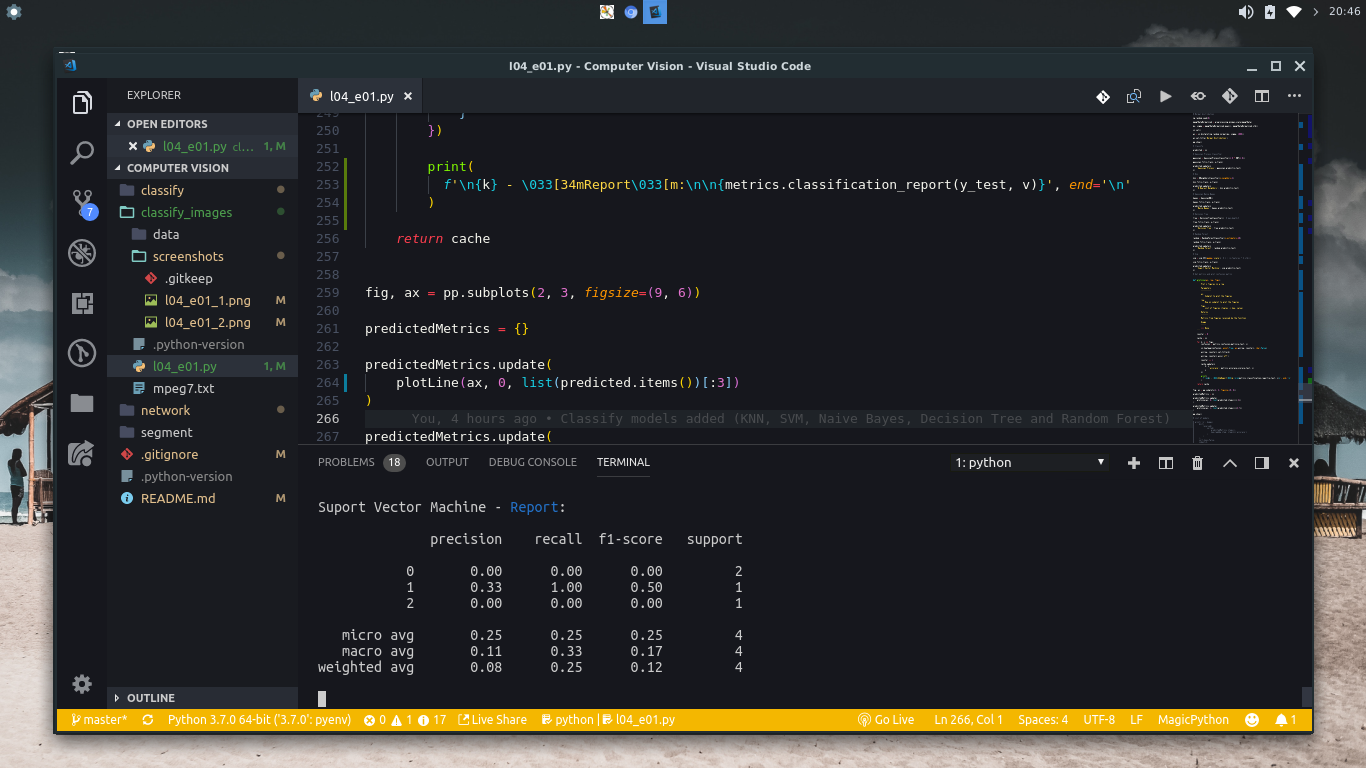 20:46
l04_e01.py - Computer Vision - Visual Studio Code
EXPLORER
OPEN EDITORS
l04_e01.py cl... 1, M
COMPUTER VISION
classify
classify_images
data
screenshots
.gitkeep
l04_e01_1.png M
l04_e01_2.png M
.python-version
l04_e01.py 1, M
mpeg7.txt
network
segment
.gitignore M
.python-version
README.md M
OUTLINE
7
l04_e01.py
249 }
250 })
251
252 print(
253 f'\n{k} - \033[34mReport\033[m:\n\n{metrics.classification_report(y_test, v)}', end='\n'
254 )
255
256 return cache
257
258
259 fig, ax = pp.subplots(2, 3, figsize=(9, 6))
260
261 predictedMetrics = {}
262
263 predictedMetrics.update(
264 plotLine(ax, 0, list(predicted.items())[:3])
265 )
266 You, 4 hours ago • Classify models added (KNN, SVM, Naive Bayes, Decision Tree and Random Forest)
267 predictedMetrics.update(
PROBLEMS 18 OUTPUT DEBUG CONSOLE TERMINAL 1: python
Suport Vector Machine - Report:
precision recall f1-score support
0 0.00 0.00 0.00 2
1 0.33 1.00 0.50 1
2 0.00 0.00 0.00 1
micro avg 0.25 0.25 0.25 4
macro avg 0.11 0.33 0.17 4
weighted avg 0.08 0.25 0.12 4
master* Python 3.7.0 64-bit ('3.7.0': pyenv) 0 1 17 Live Share python | l04_e01.py Go Live Ln 266, Col 1 Spaces: 4 UTF-8 LF MagicPython 1